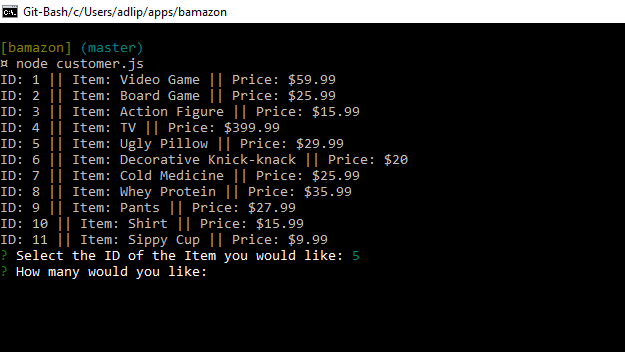 Git-Bash/c/Users/adlip/apps/bamazon
[bamazon] (master)
¤ node customer.js
ID: 1 || Item: Video Game || Price: $59.99
ID: 2 || Item: Board Game || Price: $25.99
ID: 3 || Item: Action Figure || Price: $15.99
ID: 4 || Item: TV || Price: $399.99
ID: 5 || Item: Ugly Pillow || Price: $29.99
ID: 6 || Item: Decorative Knick-knack || Price: $20
ID: 7 || Item: Cold Medicine || Price: $25.99
ID: 8 || Item: Whey Protein || Price: $35.99
ID: 9 || Item: Pants || Price: $27.99
ID: 10 || Item: Shirt || Price: $15.99
ID: 11 || Item: Sippy Cup || Price: $9.99
? Select the ID of the Item you would like: 5
? How many would you like: